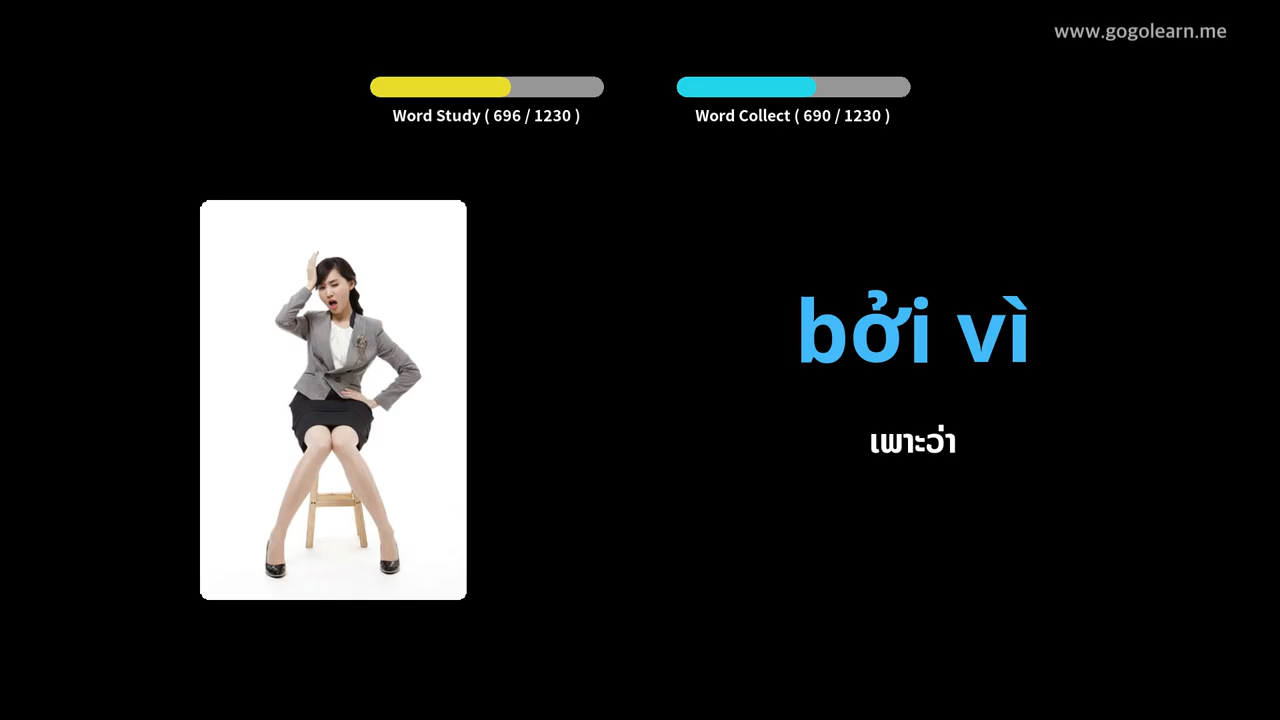 www.gogolearn.me
Word Study ( 696 / 1230 )
Word Collect ( 690 / 1230 )
bởi vì
เพาะว่า